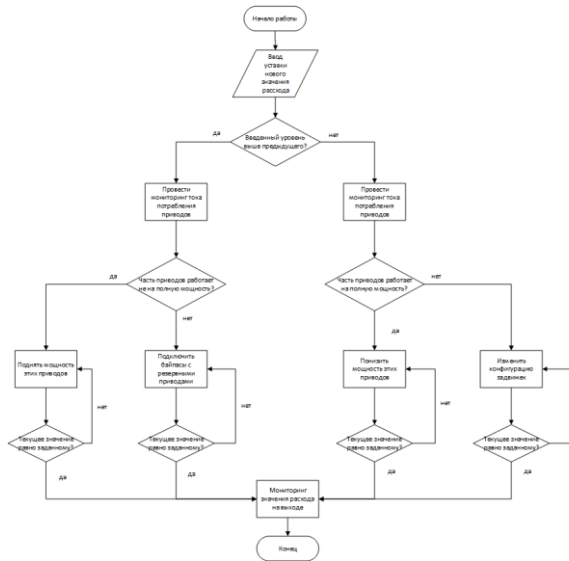 Начало работы
Ввод
уставки
нового
значения
рассхода
Введенный уровень
выше предидущего?
да
нет
Провести
мониторинг тока
потребления
приводов
Провести
мониторинг тока
потребления
приводов
Часть приводов работает
не на полную мощность?
да
нет
Часть приводов работает
на полную мощность?
нет
да
Поднять мощность
этих приводов
Подключить
байпасы с
резервными
приводами
Понизить
мощность этих
приводов
Изменить
конфигурацию
задвижек
нет
нет
нет
Текущее значение
равно заданному?
Текущее значение
равно заданному?
Текущее значение
равно заданному?
Текущее значение
равно заданному?
да
да
да
да
Мониторинг
значения расхода
на выходе
Конец